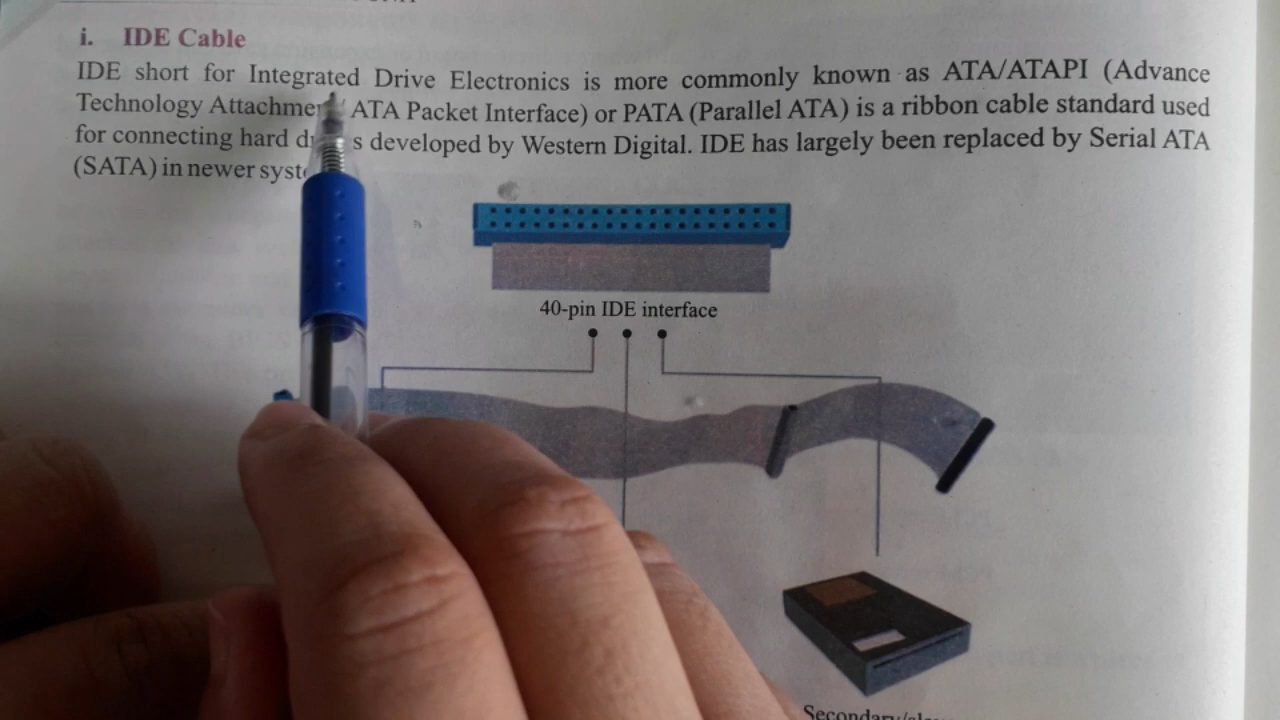 i. IDE Cable
IDE short for Integrated Drive Electronics is more commonly known as ATA/ATAPI (Advance
Technology ATA Packet Interface) or PATA (Parallel ATA) is a ribbon cable standard used
for connecting hard developed by Western Digital. IDE has largely been replaced by Serial ATA
(SATA) in newer
40-pin IDE interface